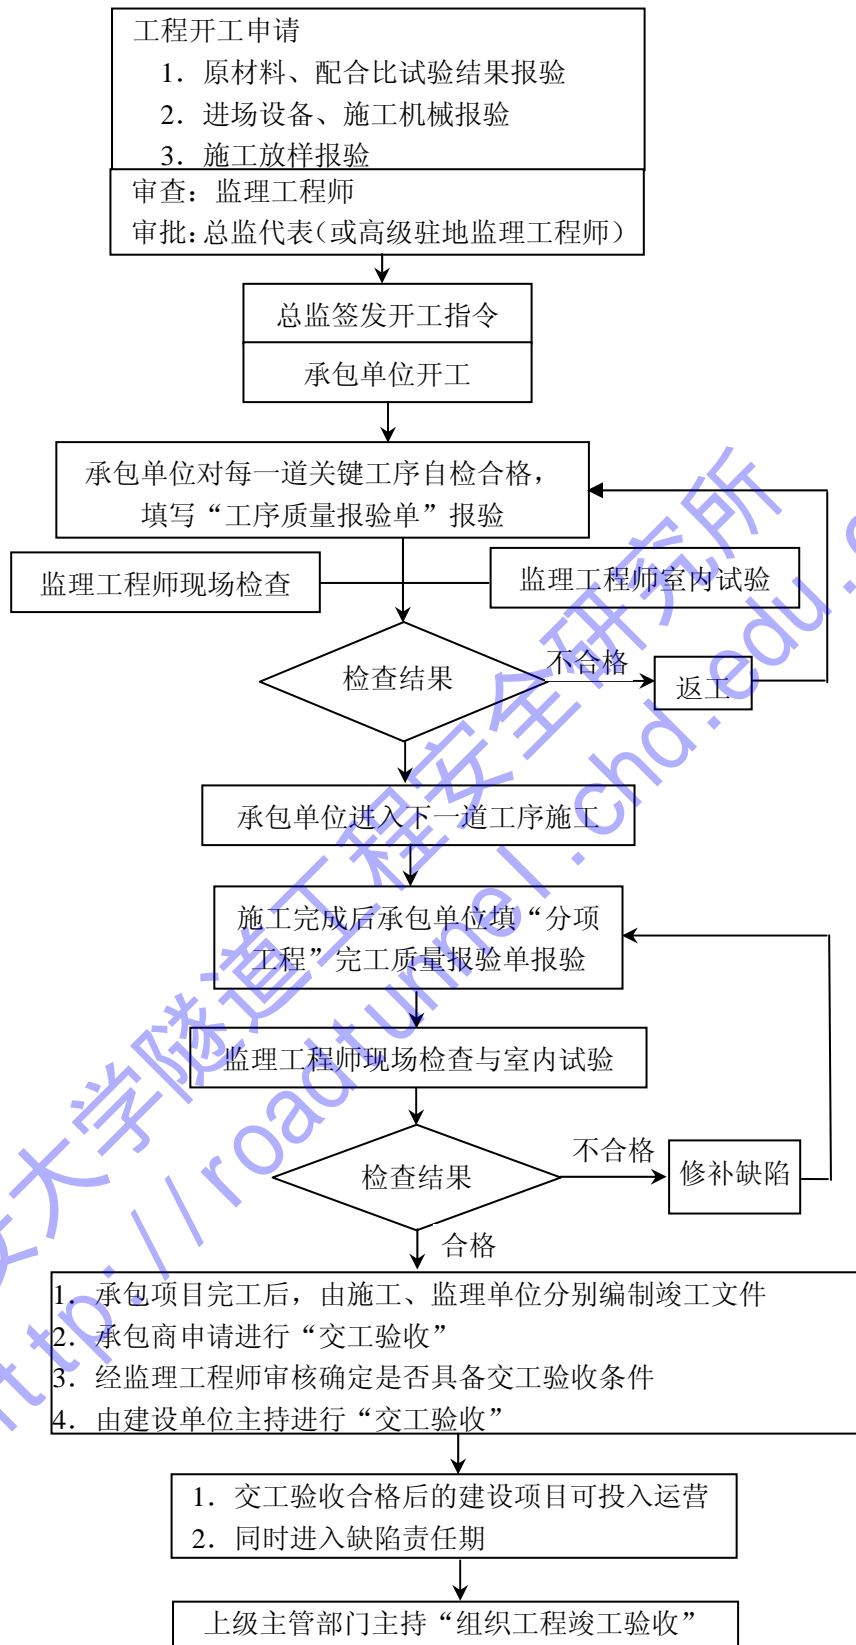 工程开工申请
1．原材料、配合比试验结果报验
2．进场设备、施工机械报验
3．施工放样报验
审查：监理工程师
审批：总监代表（或高级驻地监理工程师）
总监签发开工指令
承包单位开工
承包单位对每一道关键工序自检合格，
填写“工序质量报验单”报验
监理工程师现场检查
监理工程师室内试验
检查结果
不合格
返工
承包单位进入下一道工序施工
施工完成后承包单位填“分项
工程”完工质量报验单报验
监理工程师现场检查与室内试验
检查结果
不合格
修补缺陷
合格
1．承包项目完工后，由施工、监理单位分别编制竣工文件
2．承包商申请进行“交工验收”
3．经监理工程师审核确定是否具备交工验收条件
4．由建设单位主持进行“交工验收”
1．交工验收合格后的建设项目可投入运营
2．同时进入缺陷责任期
上级主管部门主持“组织工程竣工验收”
大学隧道工程安全研究所
ttp://roadtunnel.chd.edu.c